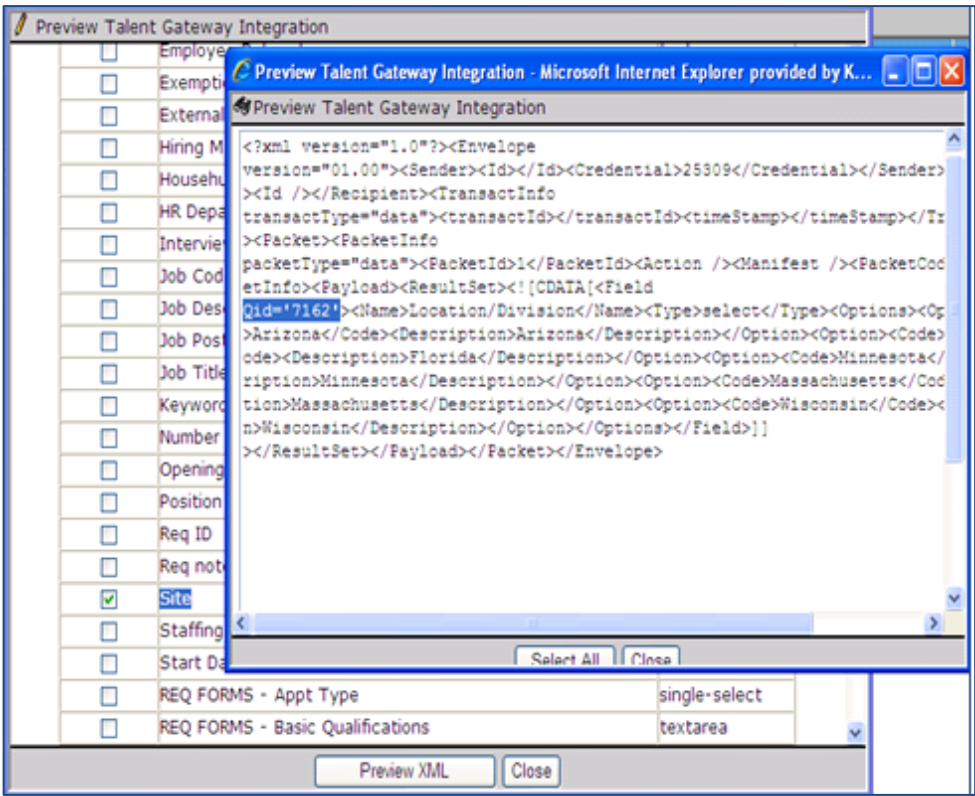 Preview Talent Gateway Integration
Employe
Exempti
External
Hiring M
Househu
HR Depa
Interview
Job Cod
Job Des
Job Post
Job Title
Keyword
Number
Opening
Position
Req ID
Req not
Site
Staffing
Start Da
REQ FORMS - Appt Type single-select
REQ FORMS - Basic Qualifications textarea
Preview XML Close
Preview Talent Gateway Integration - Microsoft Internet Explorer provided by K...
Preview Talent Gateway Integration
<?xml version="1.0"?><Envelope
version="01.00"><Sender><Id></Id><Credential>25309</Credential></Sender>
><Id /></Recipient><TransactInfo
transactType="data"><transactId></transactId><timeStamp></timeStamp></Tr
><Packet><PacketInfo
packetType="data"><PacketId>1</PacketId><Action /><Manifest /><PacketCod
etInfo><Payload><ResultSet><![CDATA[<Field
Qid='7162'><Name>Location/Division</Name><Type>select</Type><Options><Op
>Arizona</Code><Description>Arizona</Description></Option><Option><Code>
ode><Description>Florida</Description></Option><Option><Code>Minnesota</
ription>Minnesota</Description></Option><Option><Code>Massachusetts</Cod
tion>Massachusetts</Description></Option><Option><Code>Wisconsin</Code><
n>Wisconsin</Description></Option></Options></Field>]]
></ResultSet></Payload></Packet></Envelope>
Select All Close